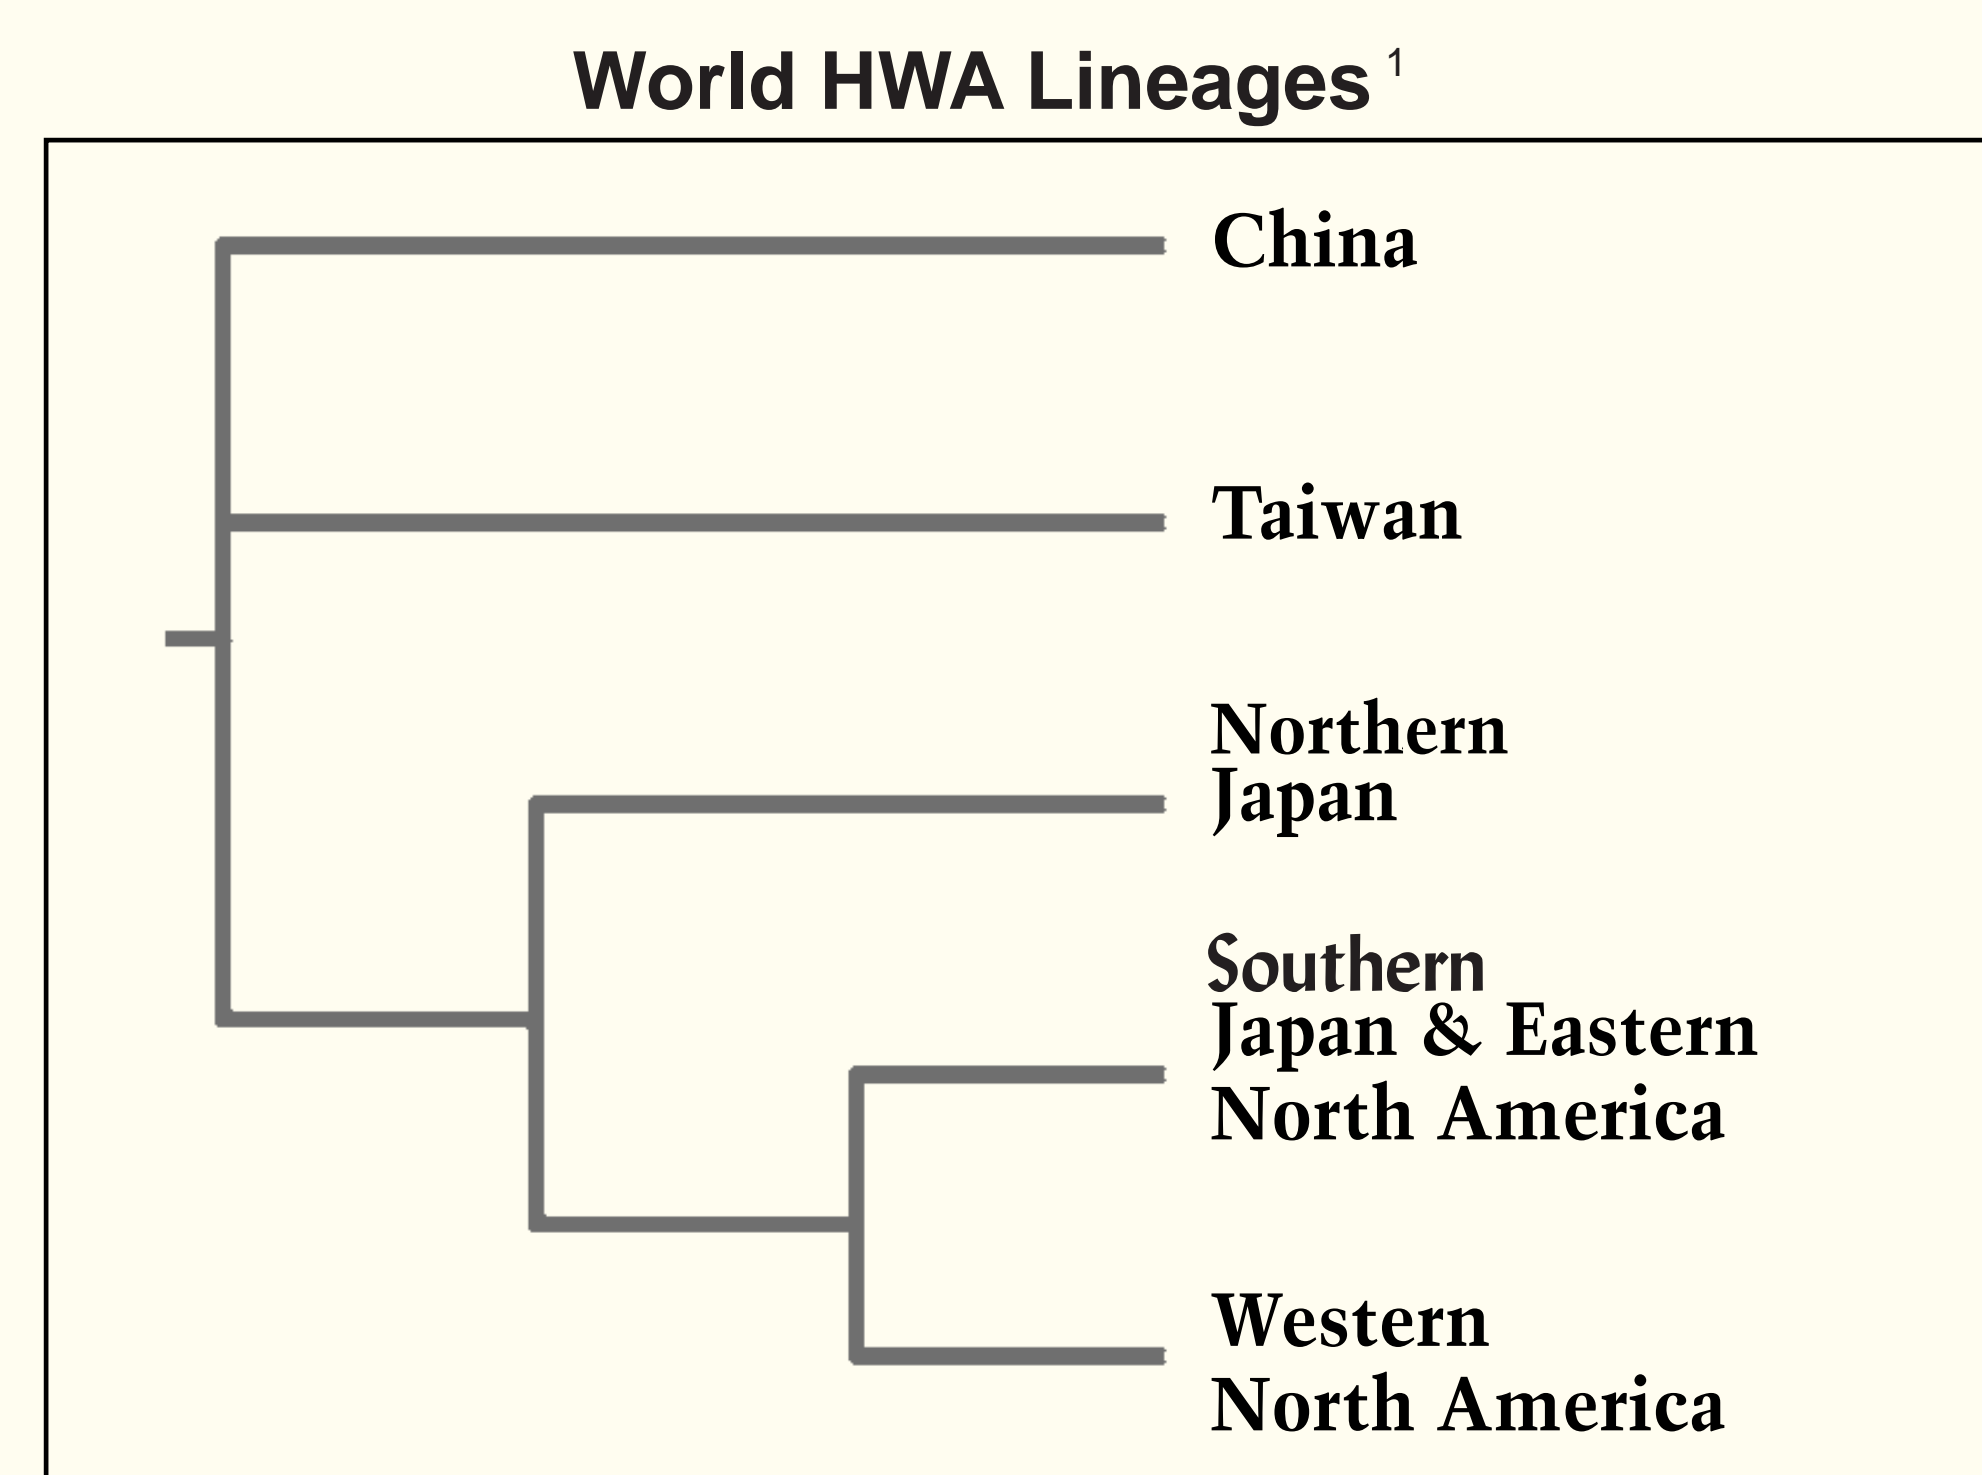 World HWA Lineages 1
China
Taiwan
Northern
Japan
Southern
Japan & Eastern
North America
Western
North America